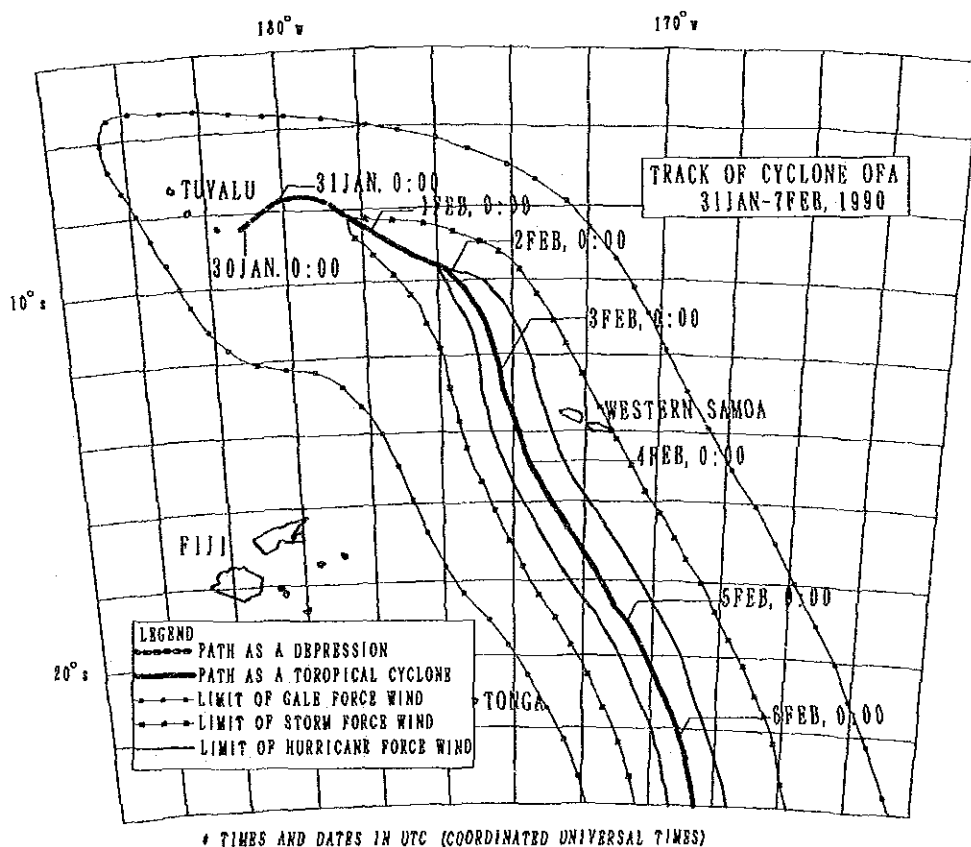 180°w
170°w
TRACK OF CYCLONE OFA
31JAN-7FEB, 1990
31JAN, 0:00
TUVALU
1FEB, 0:00
2FEB, 0:00
30JAN, 0:00
10°s
3FEB, 0:00
WESTERN SAMOA
4FEB, 0:00
FIJI
5FEB, 0:00
LEGEND
PATH AS A DEPRESSION
PATH AS A TOROPICAL CYCLONE
LIMIT OF GALE FORCE WIND
LIMIT OF STORM FORCE WIND
LIMIT OF HURRICANE FORCE WIND
20°s
TONGA
6FEB, 0:00
* TIMES AND DATES IN UTC (COORDINATED UNIVERSAL TIMES)